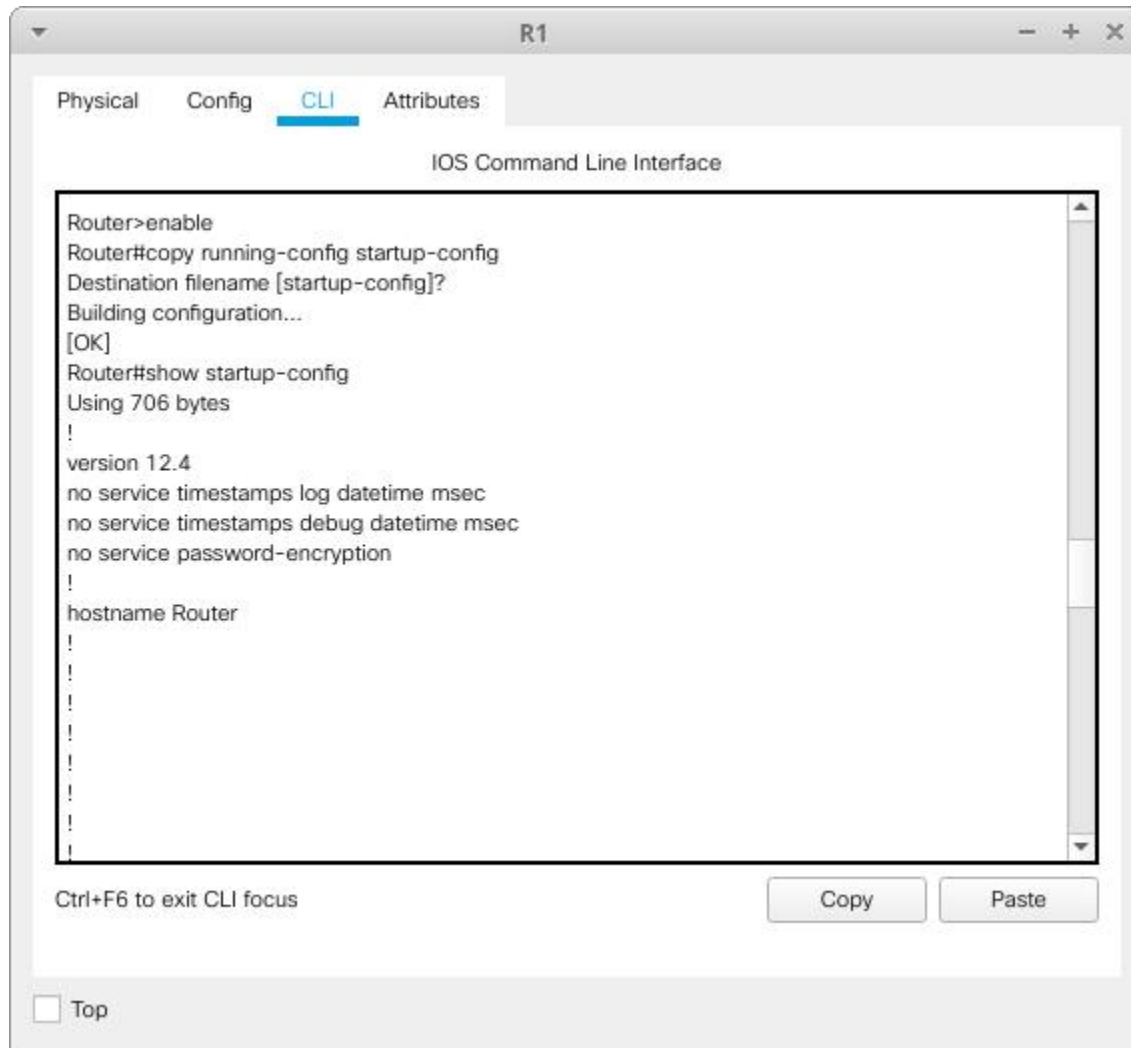 R1
Physical Config CLI Attributes
IOS Command Line Interface
Router>enable
Router#copy running-config startup-config
Destination filename [startup-config]?
Building configuration...
[OK]
Router#show startup-config
Using 706 bytes
!
version 12.4
no service timestamps log datetime msec
no service timestamps debug datetime msec
no service password-encryption
!
hostname Router
!
!
!
!
!
!
!
!
Ctrl+F6 to exit CLI focus
Copy Paste
Top